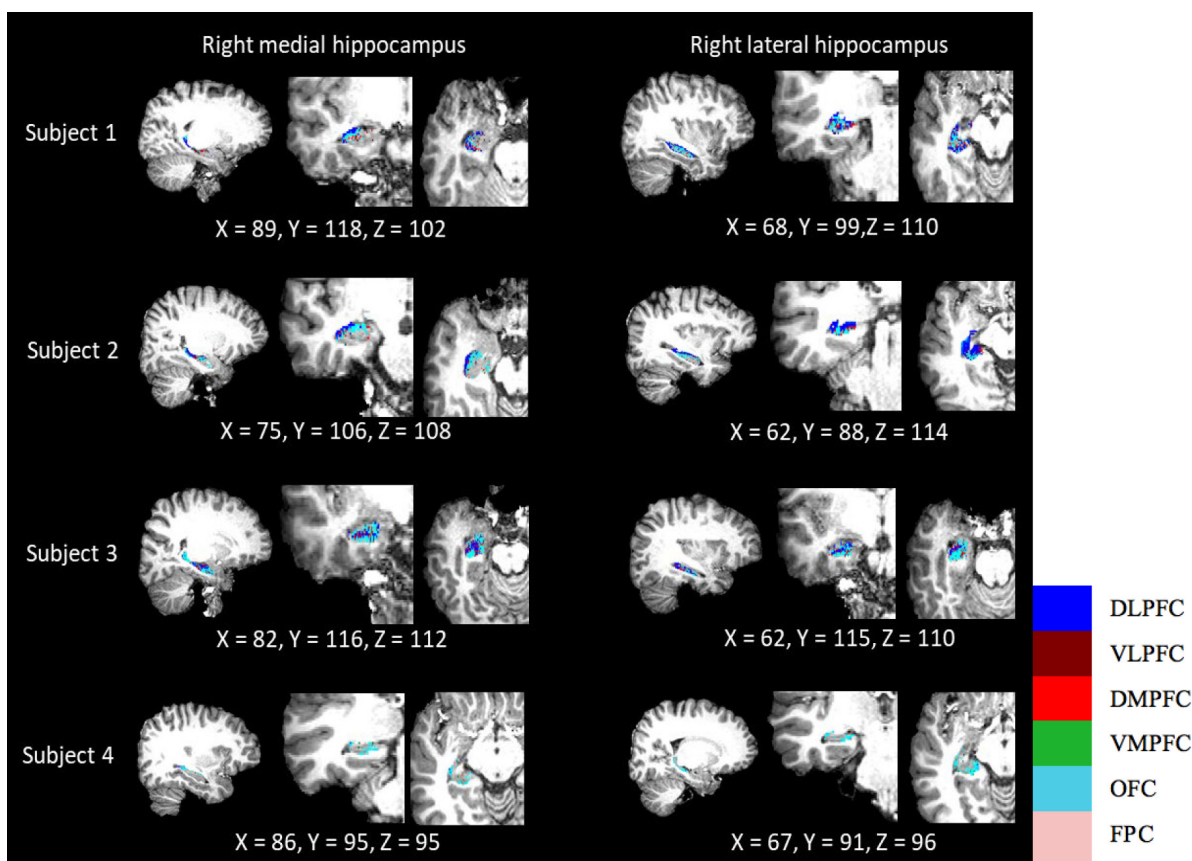 Right medial hippocampus
Right lateral hippocampus
Subject 1
X = 89, Y = 118, Z = 102
X = 68, Y = 99,Z = 110
Subject 2
X = 75, Y = 106, Z = 108
X = 62, Y = 88, Z = 114
Subject 3
X = 82, Y = 116, Z = 112
X = 62, Y = 115, Z = 110
Subject 4
X = 86, Y = 95, Z = 95
X = 67, Y = 91, Z = 96
DLPFC
VLPFC
DMPFC
VMPFC
OFC
FPC